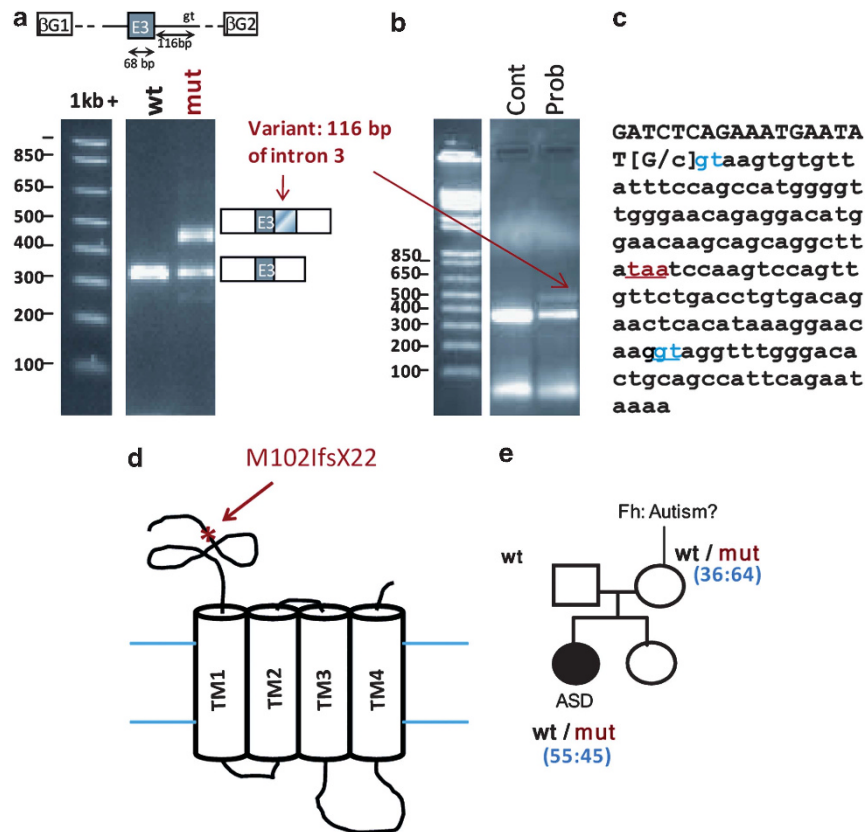 a
βG1
E3
gt
βG2
116bp
68 bp
1kb +
wt
mut
850
650
500
400
300
200
100
Variant: 116 bp
of intron 3
E3
E3
b
Cont
Prob
850
650
500
400
300
200
100
c
GATCTCAGAAATGAATA
T[G/c]gtaagtgtgtt
atttccagccatggggt
tgggaacagaggacatg
gaacaagcagcaggctt
ataatccaagtccagtt
gttctgacctgtgacag
aactcacataaaggaac
aaggtaggtttgggaca
ctgcagccattcagaat
aaaa
d
M102IfsX22
TM1
TM2
TM3
TM4
e
Fh: Autism?
wt
wt / mut
(36:64)
ASD
wt / mut
(55:45)